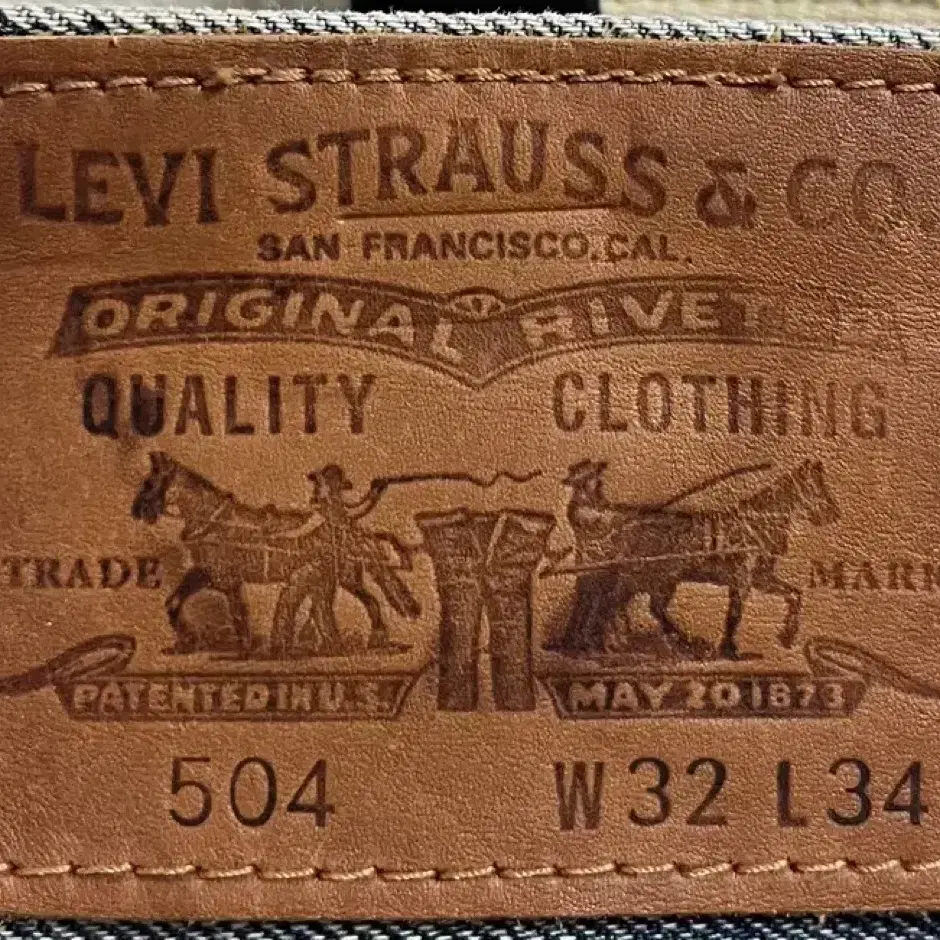 LEVI STRAUSS & CO.
SAN FRANCISCO, CAL.
ORIGINAL
QUALITY CLOTHING
TRADE MARK
PATENTED IN U.S. MAY 20 1873
504 W32 L34